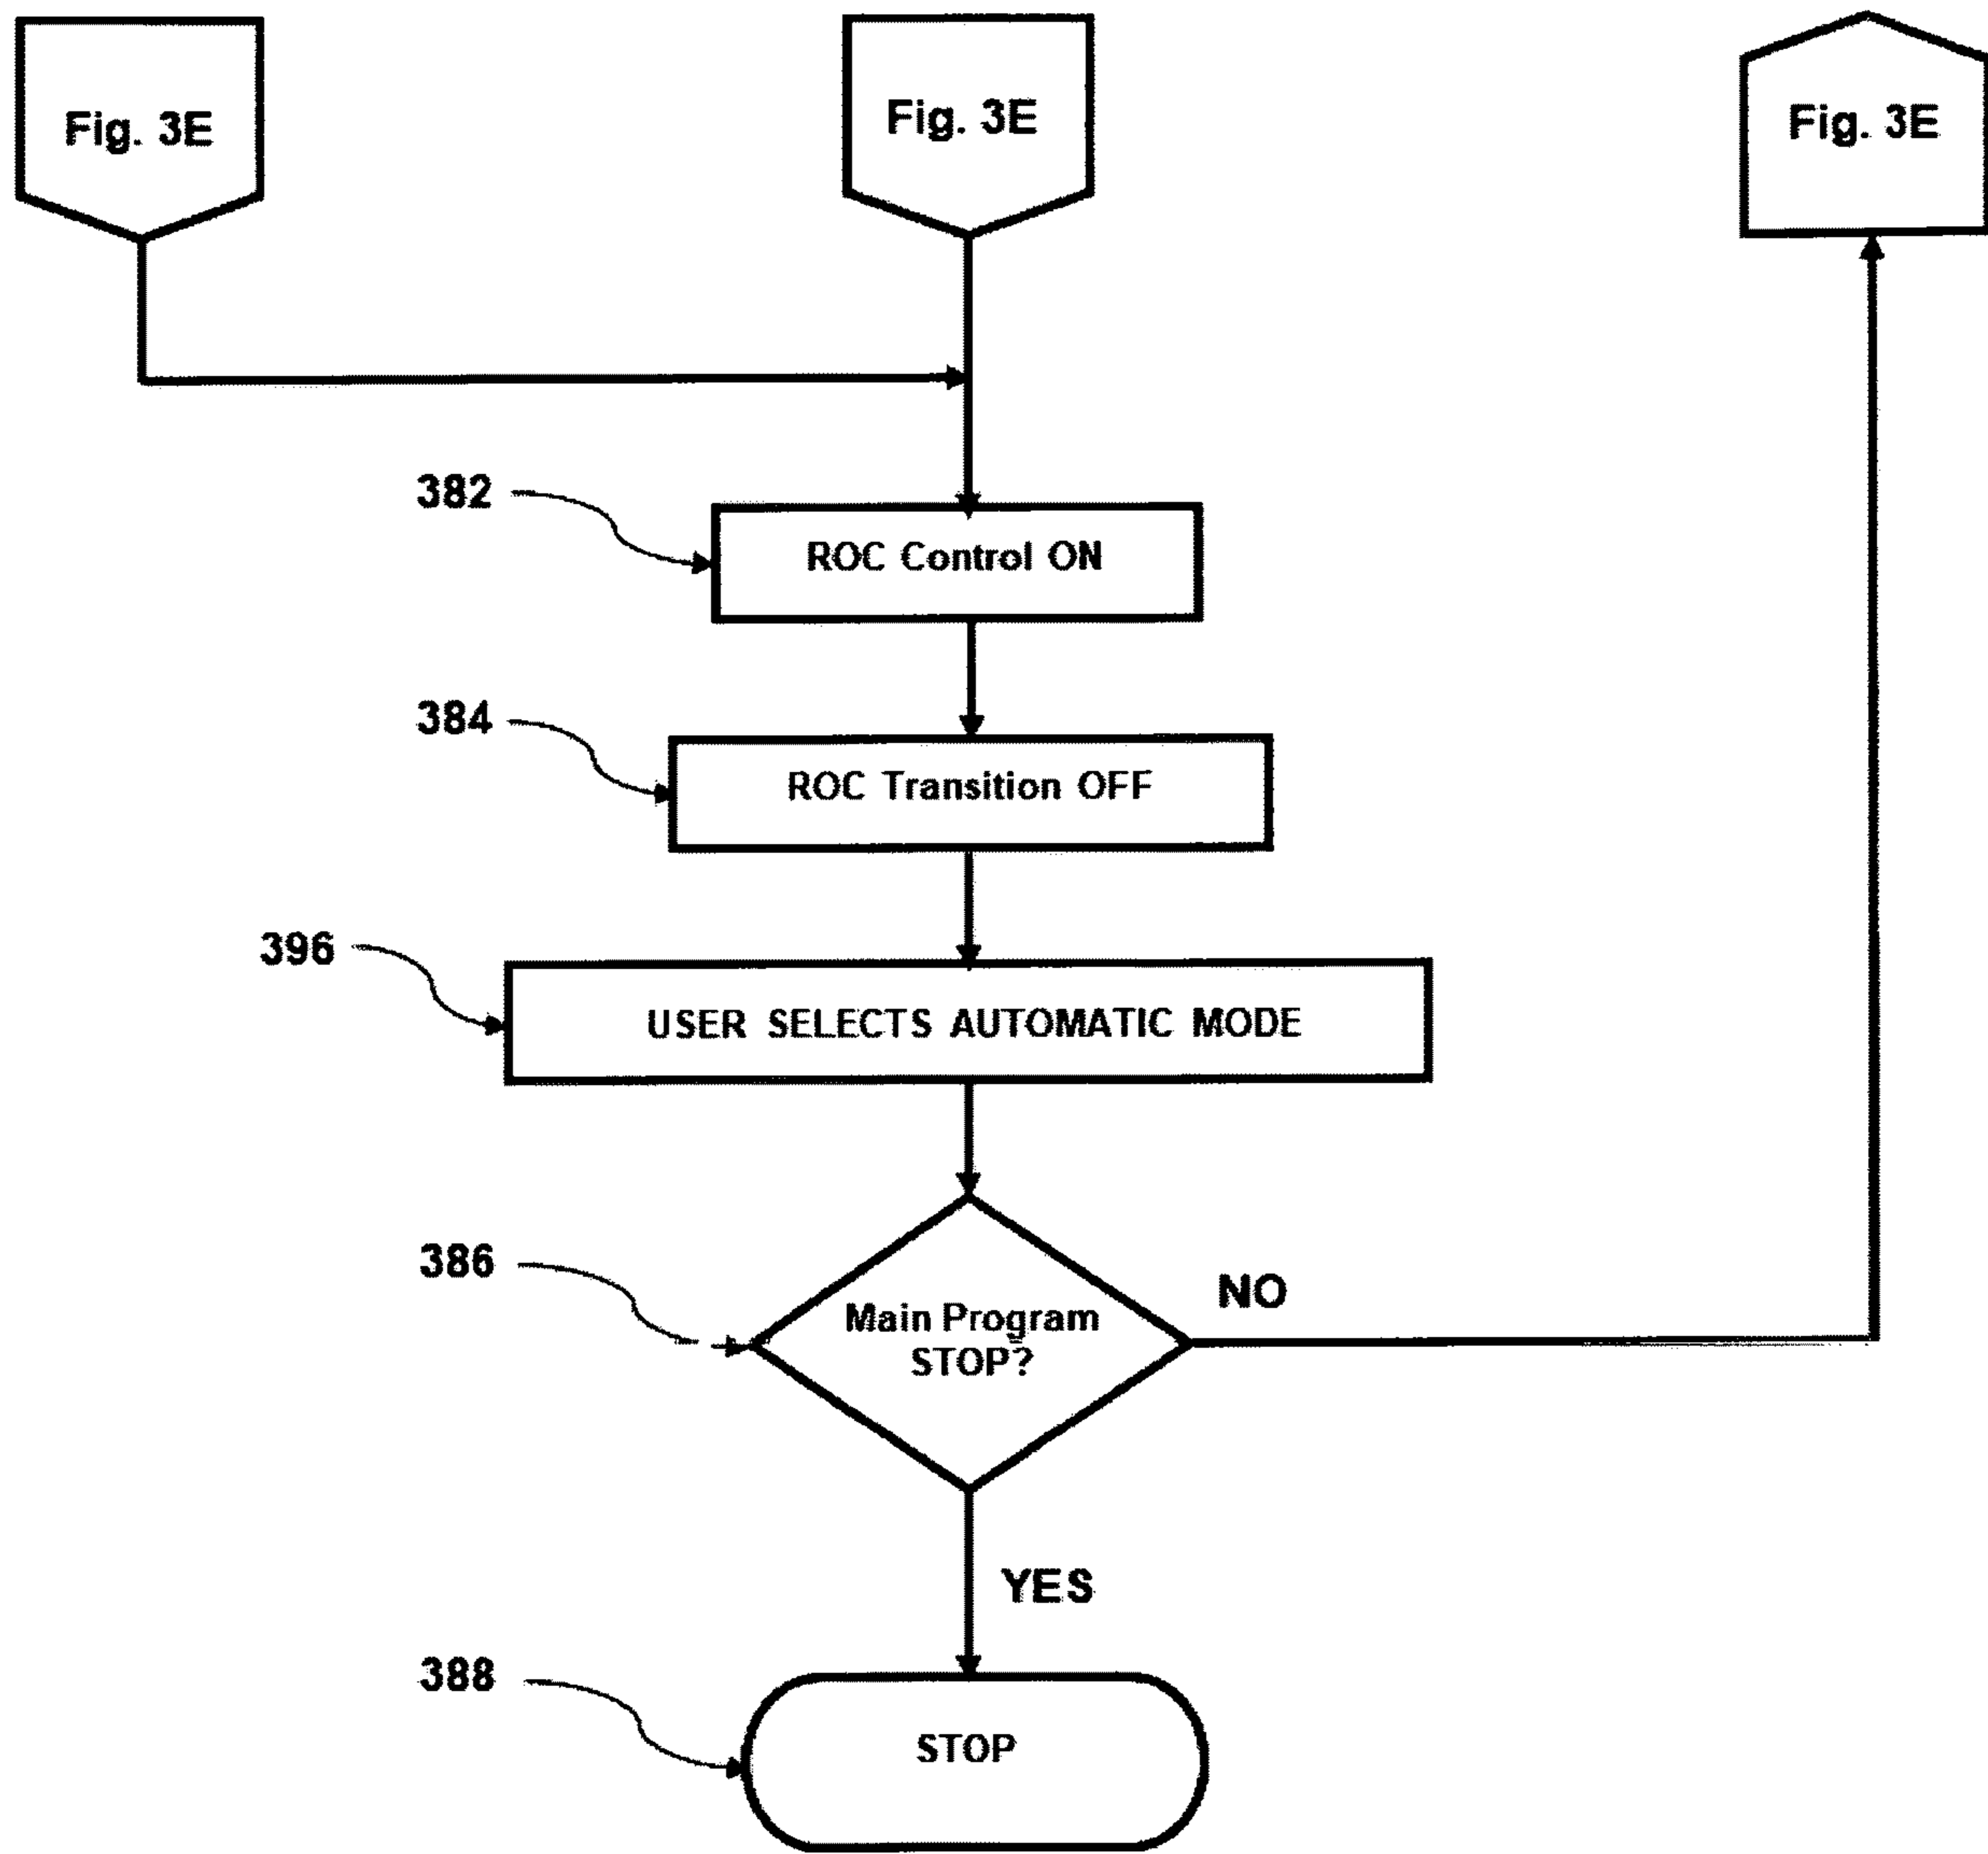 Fig. 3E
Fig. 3E
Fig. 3E
382
ROC Control ON
384
ROC Transition OFF
396
USER SELECTS AUTOMATIC MODE
386
Main Program
STOP?
NO
YES
388
STOP